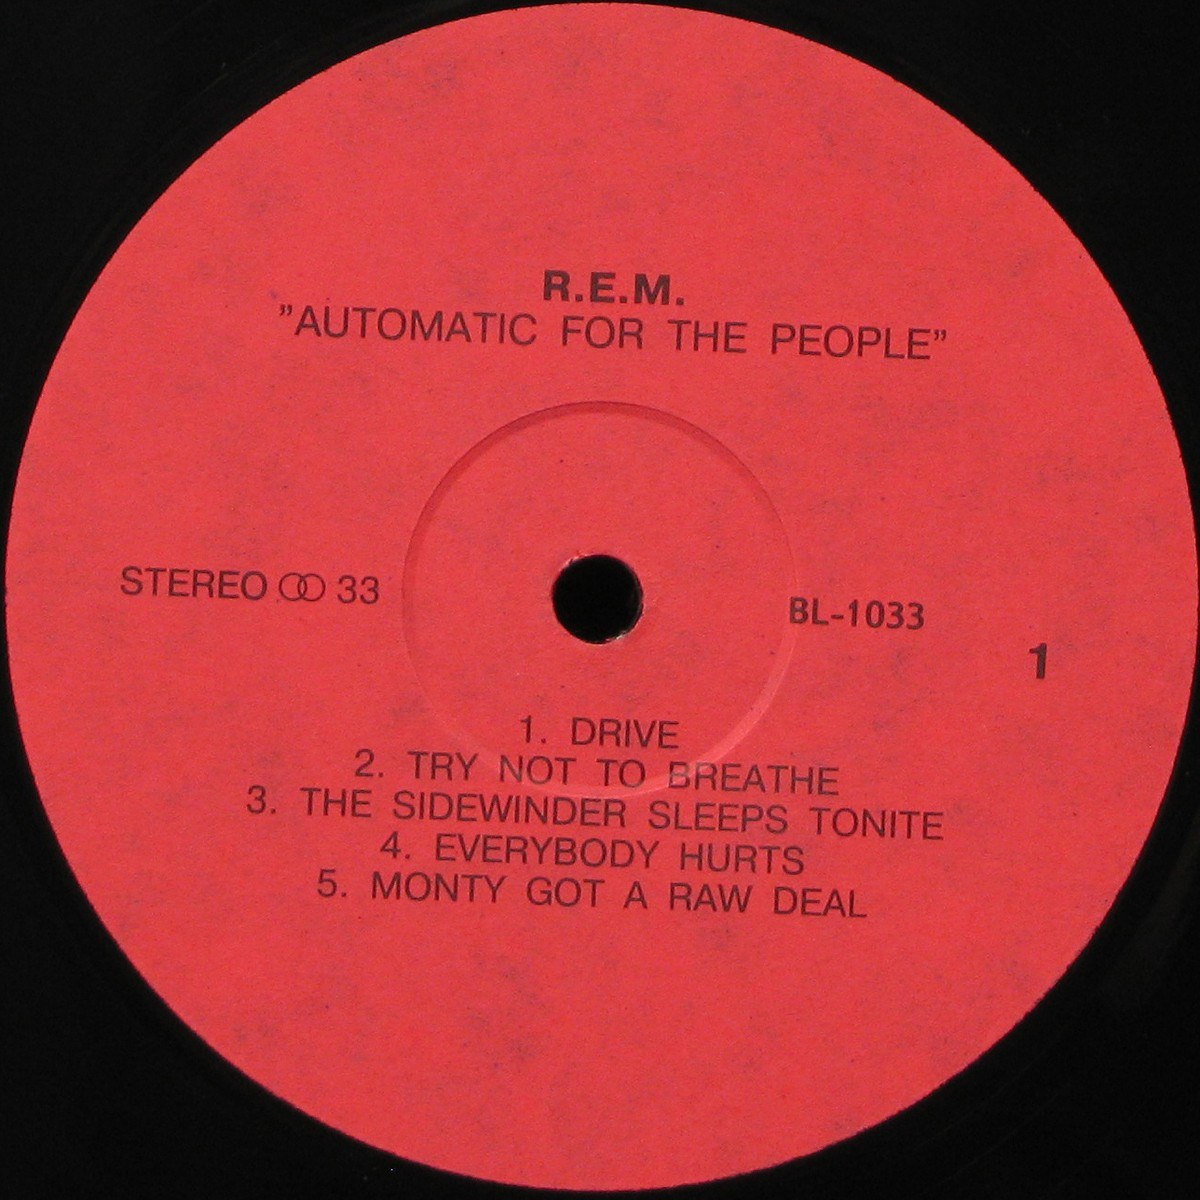 R.E.M.
”AUTOMATIC FOR THE PEOPLE”
STEREO 33
BL-1033
1
1. DRIVE
2. TRY NOT TO BREATHE
3. THE SIDEWINDER SLEEPS TONITE
4. EVERYBODY HURTS
5. MONTY GOT A RAW DEAL